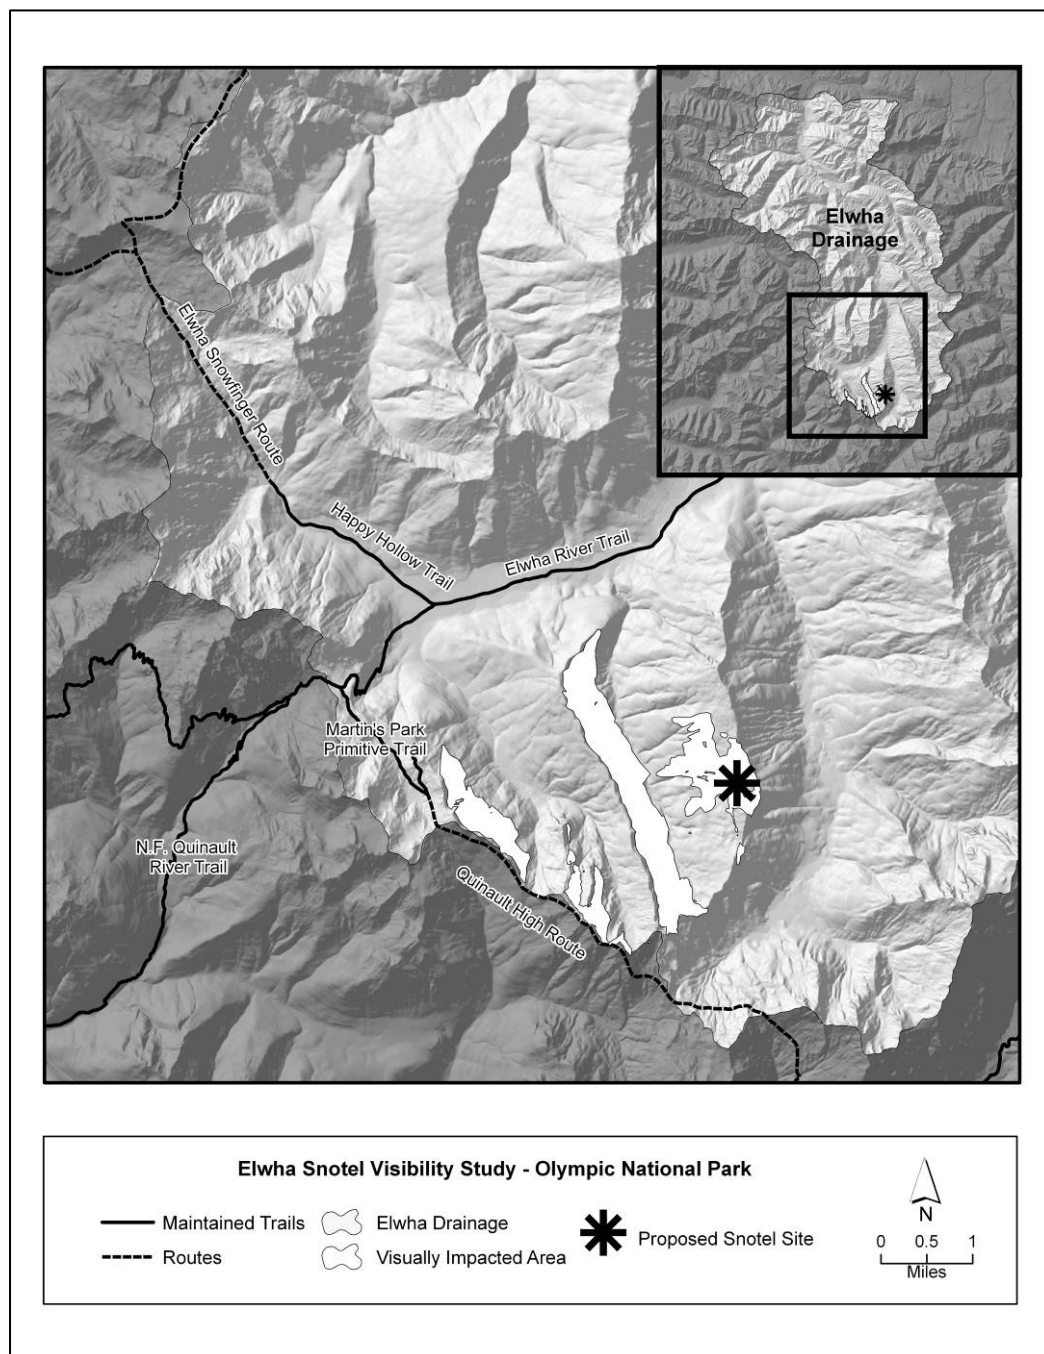 Elwha
Drainage
Elwha Snowfinger Route
Happy Hollow Trail
Elwha River Trail
Martin's Park
Primitive Trail
N.F. Quinault
River Trail
Quinault High Route
Elwha Snotel Visibility Study - Olympic National Park
Maintained Trails
Elwha Drainage
Proposed Snotel Site
Routes
Visually Impacted Area
N
0 0.5 1
Miles